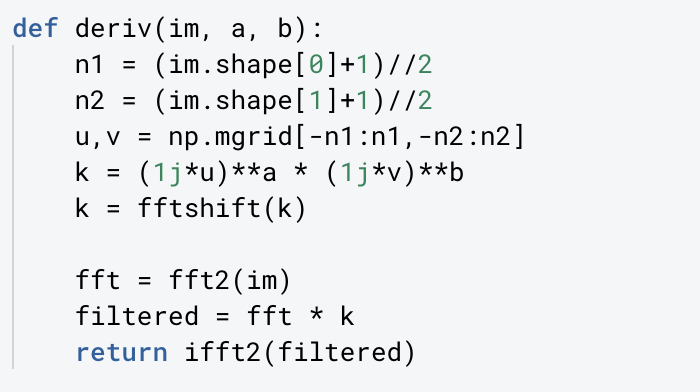 def deriv(im, a, b):
    n1 = (im.shape[0]+1)//2
    n2 = (im.shape[1]+1)//2
    u,v = np.mgrid[-n1:n1,-n2:n2]
    k = (1j*u)**a * (1j*v)**b
    k = fftshift(k)

    fft = fft2(im)
    filtered = fft * k
    return ifft2(filtered)